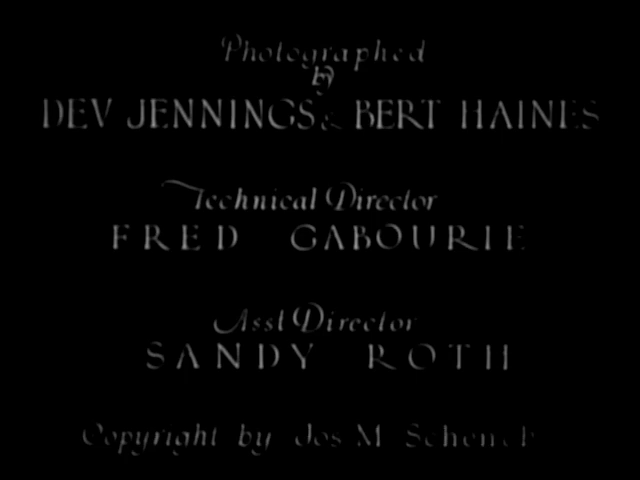 Photographed
by
DEV JENNINGS & BERT HAINES
Technical Director
FRED GABOURIE
Asst Director
SANDY ROTH
Copyright by Jos M Schenck